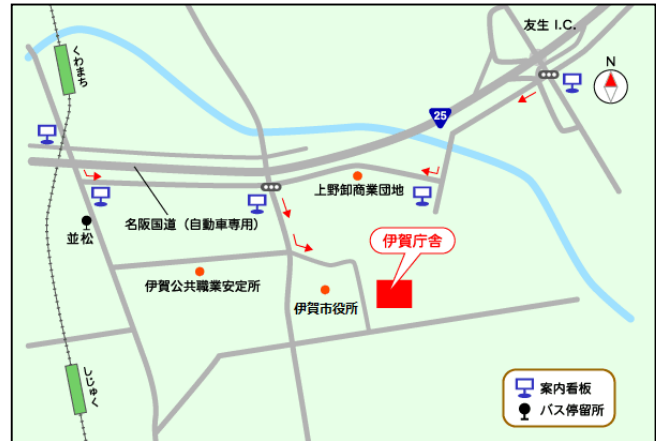 友生 I.C.
くわまち
N
25
上野卸商業団地
名阪国道（自動車専用）
並松
伊賀庁舎
伊賀公共職業安定所
伊賀市役所
しじゅく
案内看板
バス停留所